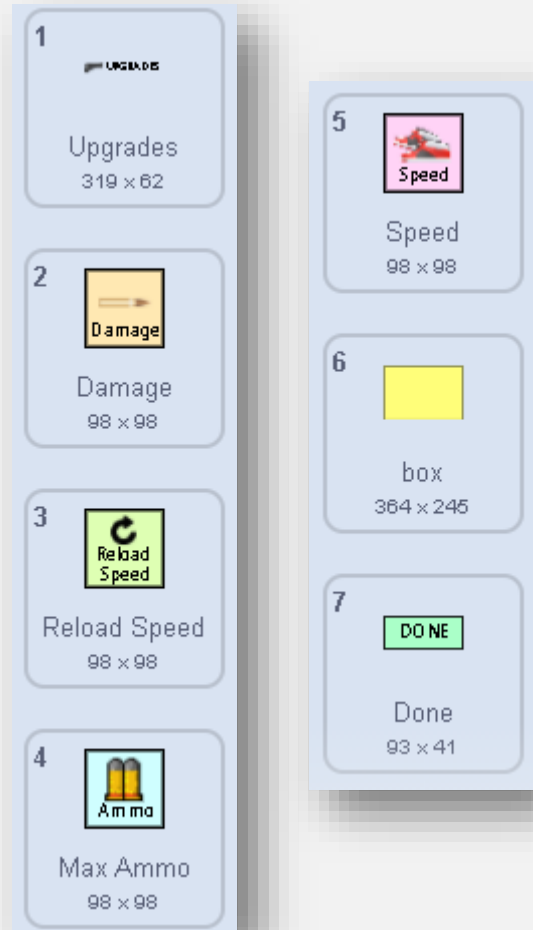 1
UPGRADES
Upgrades
319 × 62
2
Damage
Damage
98 × 98
3
Reload
Speed
Reload Speed
98 × 98
4
Ammo
Max Ammo
98 × 98
5
Speed
Speed
98 × 98
6
box
364 × 245
7
DONE
Done
93 × 41